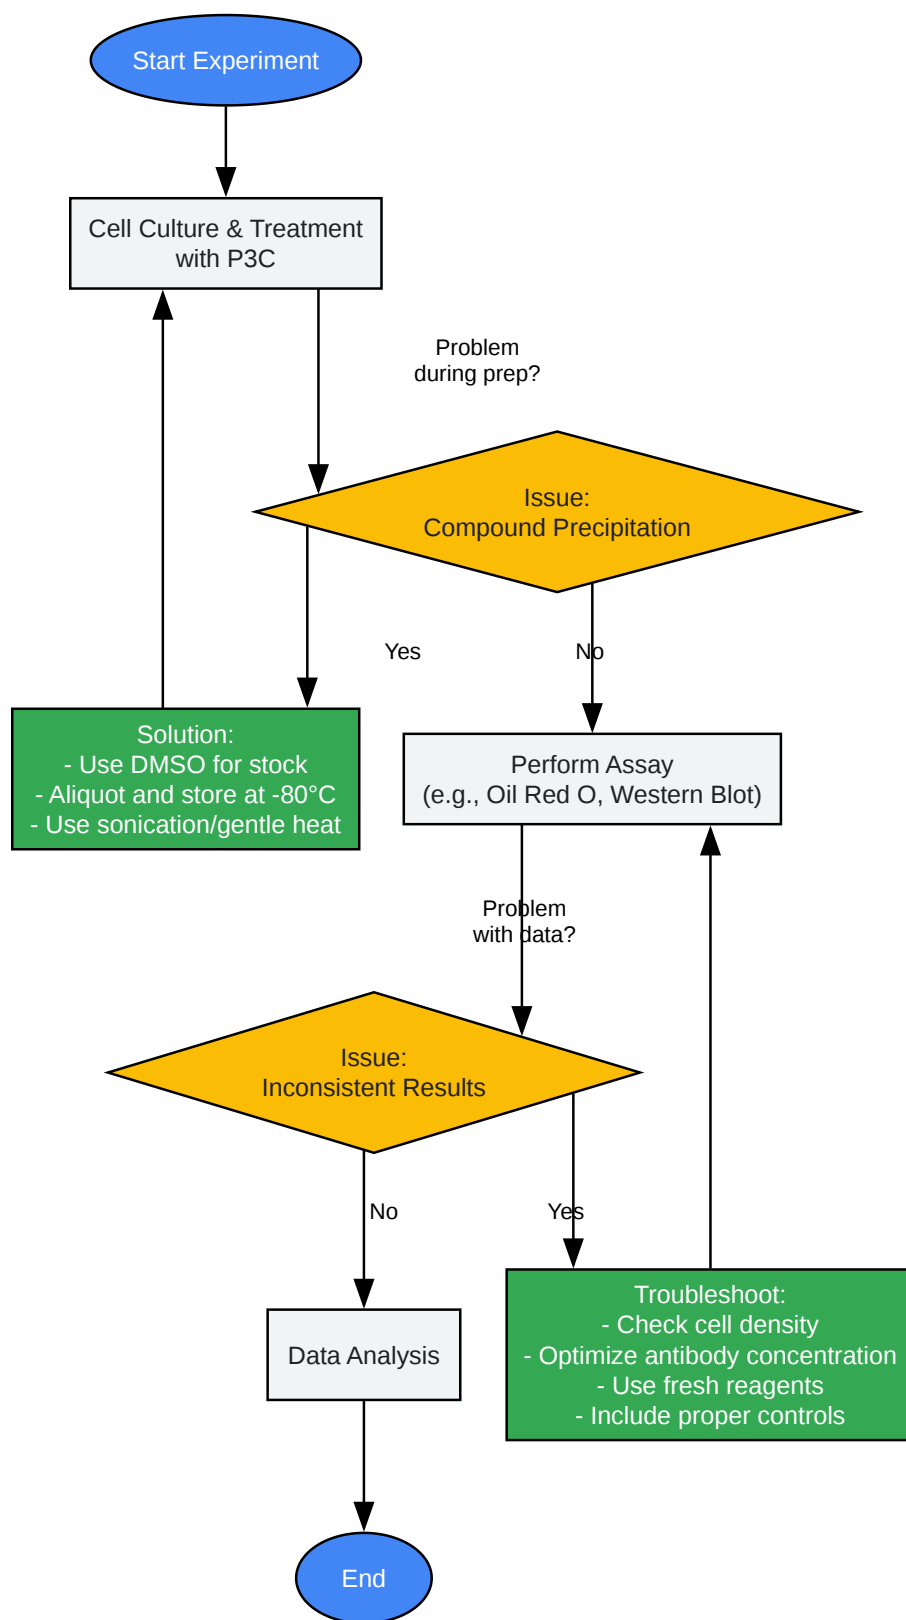 Start Experiment
Cell Culture & Treatment
with P3C
Problem
during prep?
Issue:
Compound Precipitation
Yes
No
Solution:
- Use DMSO for stock
- Aliquot and store at -80°C
- Use sonication/gentle heat
Perform Assay
(e.g., Oil Red O, Western Blot)
Problem
with data?
Issue:
Inconsistent Results
No
Yes
Troubleshoot:
- Check cell density
- Optimize antibody concentration
- Use fresh reagents
- Include proper controls
Data Analysis
End